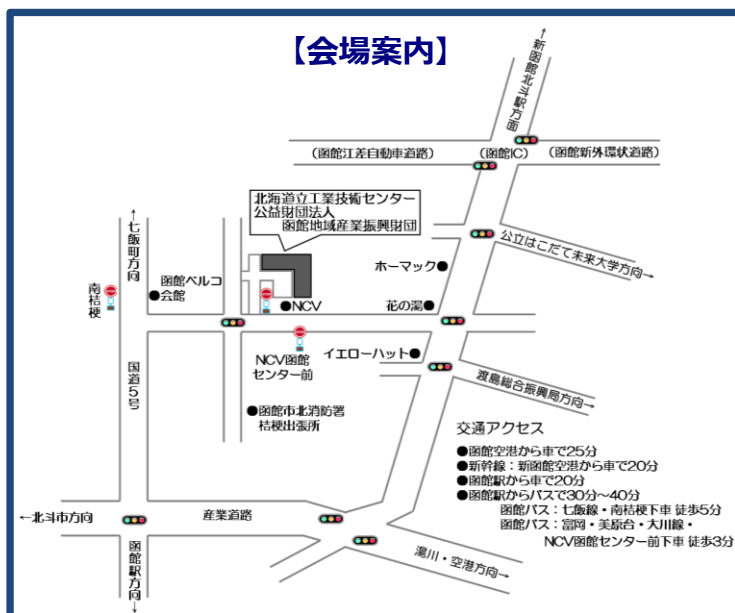 【会場案内】
←新函館北斗駅方面
(函館江差自動車道路)
(函館IC)
(函館新外環状道路)
北海道立工業技術センター
公益財団法人
函館地域産業振興財団
←七飯町方向
公立はこだて未来大学方向→
ホーマック●
函館ベルコ
●会館
南桔梗
●NCV
花の湯●
NCV函館
センター前
イエローハット●
国道5号
渡島総合振興局方向→
●函館市北消防署
桔梗出張所
交通アクセス
●函館空港から車で25分
●新幹線:新函館空港から車で20分
●函館駅から車で20分
●函館駅からバスで30分~40分
函館バス:七飯線・南桔梗下車 徒歩5分
函館バス:富岡・美原台・大川線・
NCV函館センター前下車 徒歩3分
←北斗市方向
産業道路
函館駅方向→
湯川・空港方向→